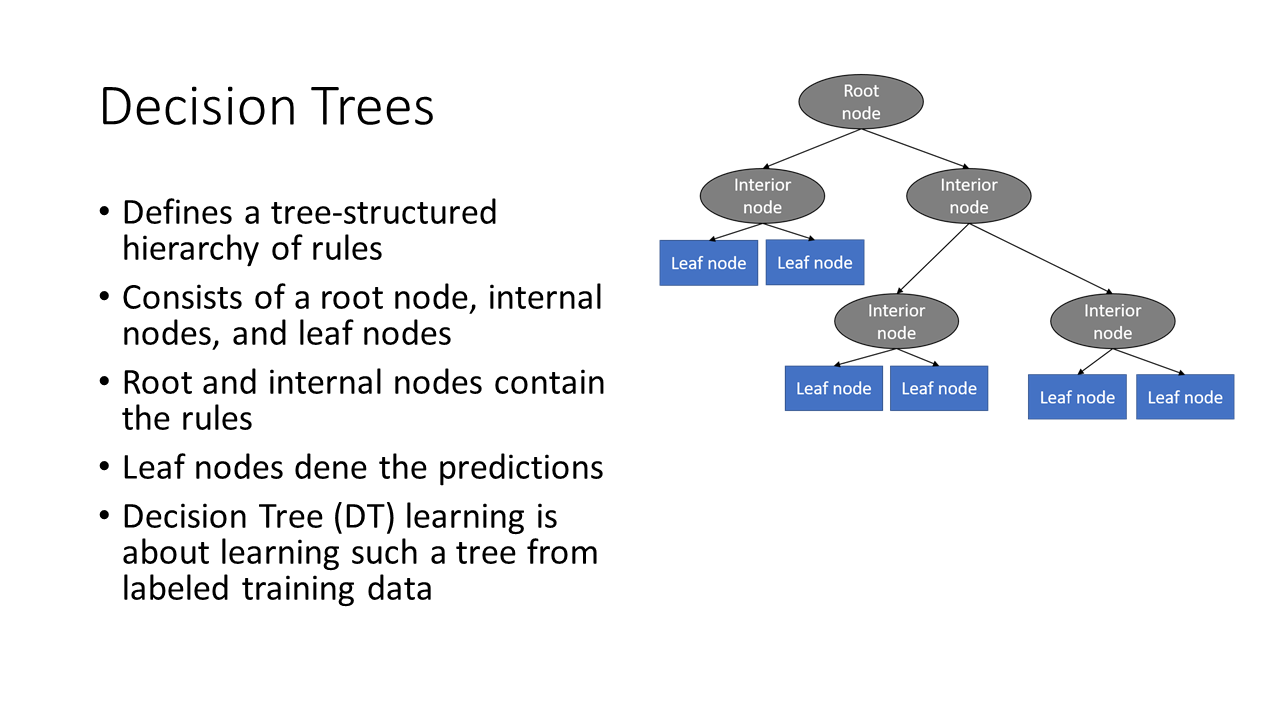 Decision Trees
• Defines a tree-structured
hierarchy of rules
• Consists of a root node, internal
nodes, and leaf nodes
• Root and internal nodes contain
the rules
• Leaf nodes dene the predictions
• Decision Tree (DT) learning is
about learning such a tree from
labeled training data
Root
node
Interior
node
Interior
node
Leaf node
Leaf node
Interior
node
Interior
node
Leaf node
Leaf node
Leaf node
Leaf node